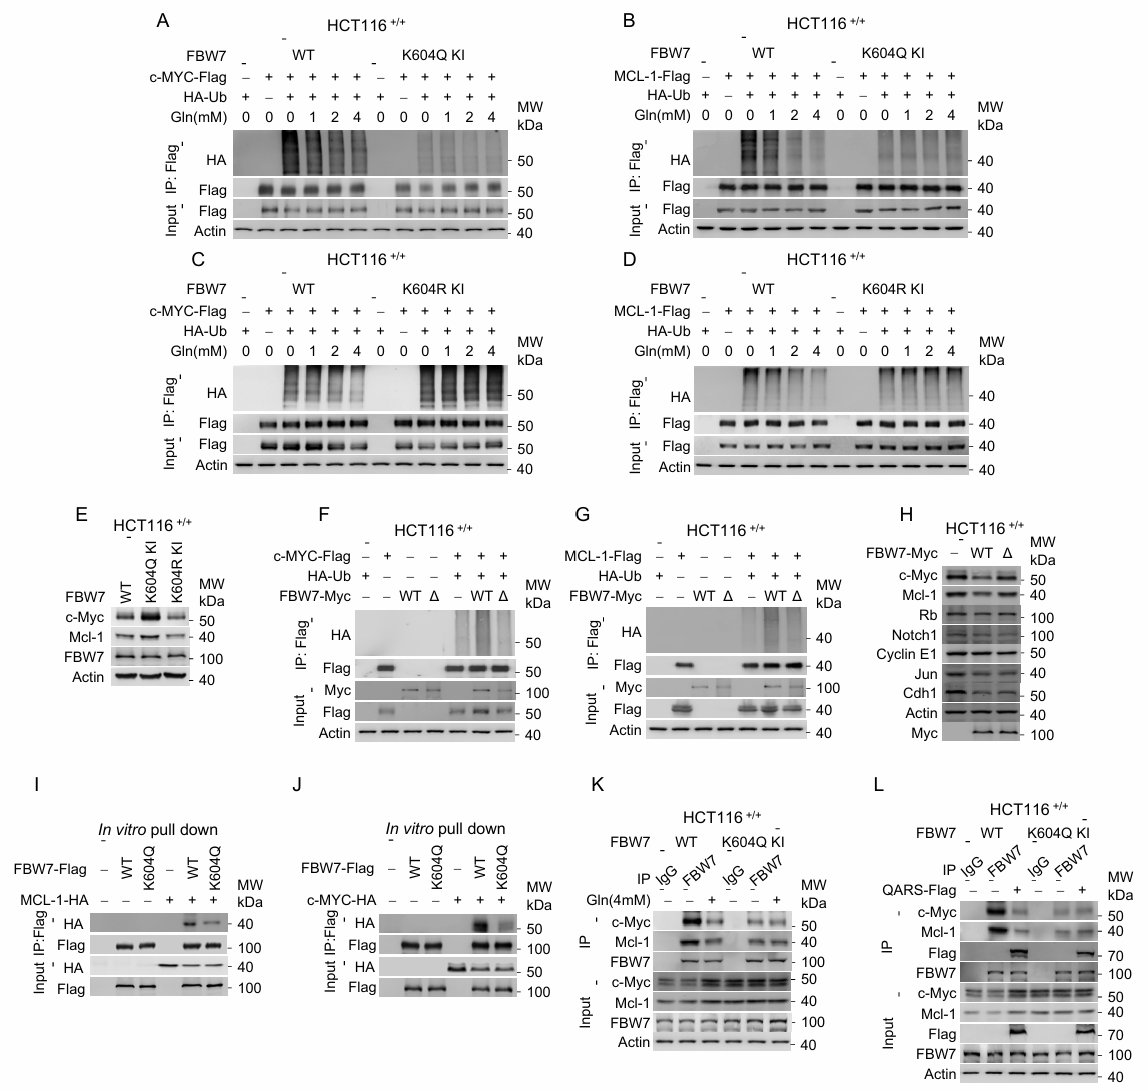 A
HCT116 +/+
FBW7 - WT - K604Q KI
c-MYC-Flag – – + + + + + – – + + + + +
HA-Ub + – + + + + + – + + + +
Gln(mM) 0 0 0 1 2 4 0 0 0 1 2 4
MW kDa
IP: Flag
HA 50
Flag 50
Input
Flag 50
Actin 40
B
HCT116 +/+
FBW7 - WT - K604Q KI
MCL-1-Flag – + + + + + – + + + + +
HA-Ub + – + + + + + – + + + +
Gln(mM) 0 0 0 1 2 4 0 0 0 1 2 4
MW kDa
IP: Flag
HA 40
Flag 40
Input
Flag 40
Actin 40
C
HCT116 +/+
FBW7 - WT - K604R KI
c-MYC-Flag – + + + + + – + + + + +
HA-Ub + – + + + + + – + + + +
Gln(mM) 0 0 0 1 2 4 0 0 0 1 2 4
MW kDa
IP: Flag
HA 50
Flag 50
Input
Flag 50
Actin 40
D
HCT116 +/+
FBW7 - WT - K604R KI
MCL-1-Flag – + + + + + – + + + + +
HA-Ub + – + + + + + – + + + +
Gln(mM) 0 0 0 1 2 4 0 0 0 1 2 4
MW kDa
IP: Flag
HA 40
Flag 40
Input
Flag 40
Actin 40
E
HCT116 +/+
FBW7 WT K604Q KI K604R KI
MW kDa
c-Myc 50
Mcl-1 40
FBW7 100
Actin 40
F
HCT116 +/+
c-MYC-Flag – + – – + + +
HA-Ub + – – – + + +
FBW7-Myc – – WT Δ – WT Δ
MW kDa
IP: Flag
HA 50
Flag 50
Input
Myc 100
Flag 50
Actin 40
G
HCT116 +/+
MCL-1-Flag – + – – + + +
HA-Ub + – – – + + +
FBW7-Myc – – WT Δ – WT Δ
MW kDa
IP: Flag
HA 40
Flag 40
Input
Myc 100
Flag 40
Actin 40
H
HCT116 +/+
FBW7-Myc – WT Δ
MW kDa
c-Myc 50
Mcl-1 40
Rb 100
Notch1 100
Cyclin E1 50
Jun 40
Cdh1 50
Actin 40
Myc 100
I
In vitro pull down
FBW7-Flag – WT K604Q – WT K604Q
MCL-1-HA – – – + + +
MW kDa
IP:Flag
HA 40
Flag 100
Input
HA 40
Flag 100
J
In vitro pull down
FBW7-Flag – WT K604Q – WT K604Q
c-MYC-HA – – – + + +
MW kDa
IP:Flag
HA 50
Flag 100
Input
HA 50
Flag 100
K
HCT116 +/+
FBW7 WT K604Q KI
IP IgG FBW7 IgG FBW7
Gln(4mM) – – + – – +
MW kDa
IP
c-Myc 50
Mcl-1 40
FBW7 100
Input
c-Myc 50
Mcl-1 40
FBW7 100
Actin 40
L
HCT116 +/+
FBW7 WT K604Q KI
IP IgG FBW7 IgG FBW7
QARS-Flag – – + – – +
MW kDa
IP
c-Myc 50
Mcl-1 40
Flag 70
FBW7 100
Input
c-Myc 50
Mcl-1 40
Flag 70
FBW7 100
Actin 40